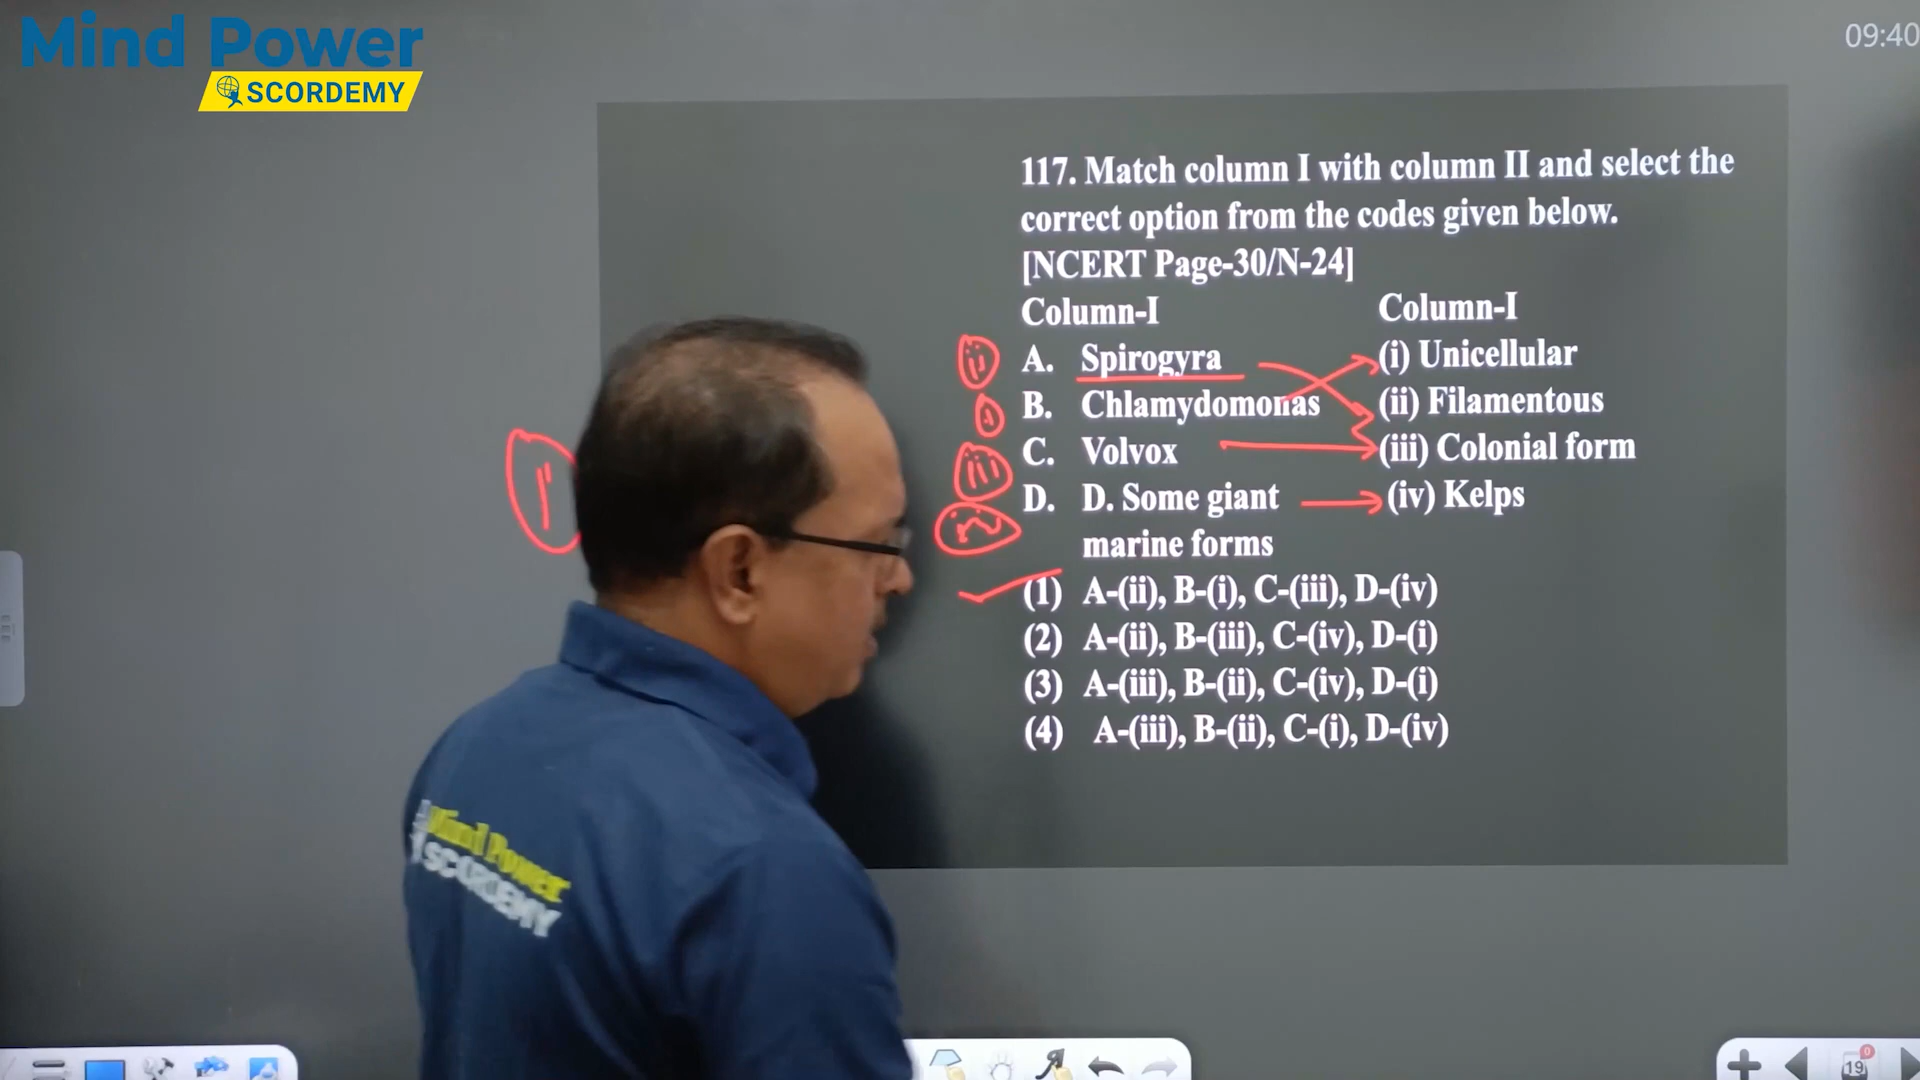 Mind Power
SCORDEMY
09:40
117. Match column I with column II and select the
correct option from the codes given below.
[NCERT Page-30/N-24]
Column-I Column-I
(ii) A. Spirogyra (i) Unicellular
(i) B. Chlamydomonas (ii) Filamentous
(iii) C. Volvox (iii) Colonial form
D. D. Some giant (iv) Kelps
marine forms
(1) A-(ii), B-(i), C-(iii), D-(iv)
(2) A-(ii), B-(iii), C-(iv), D-(i)
(3) A-(iii), B-(ii), C-(iv), D-(i)
(4) A-(iii), B-(ii), C-(i), D-(iv)
Mind Power
SCORDEMY
19
0